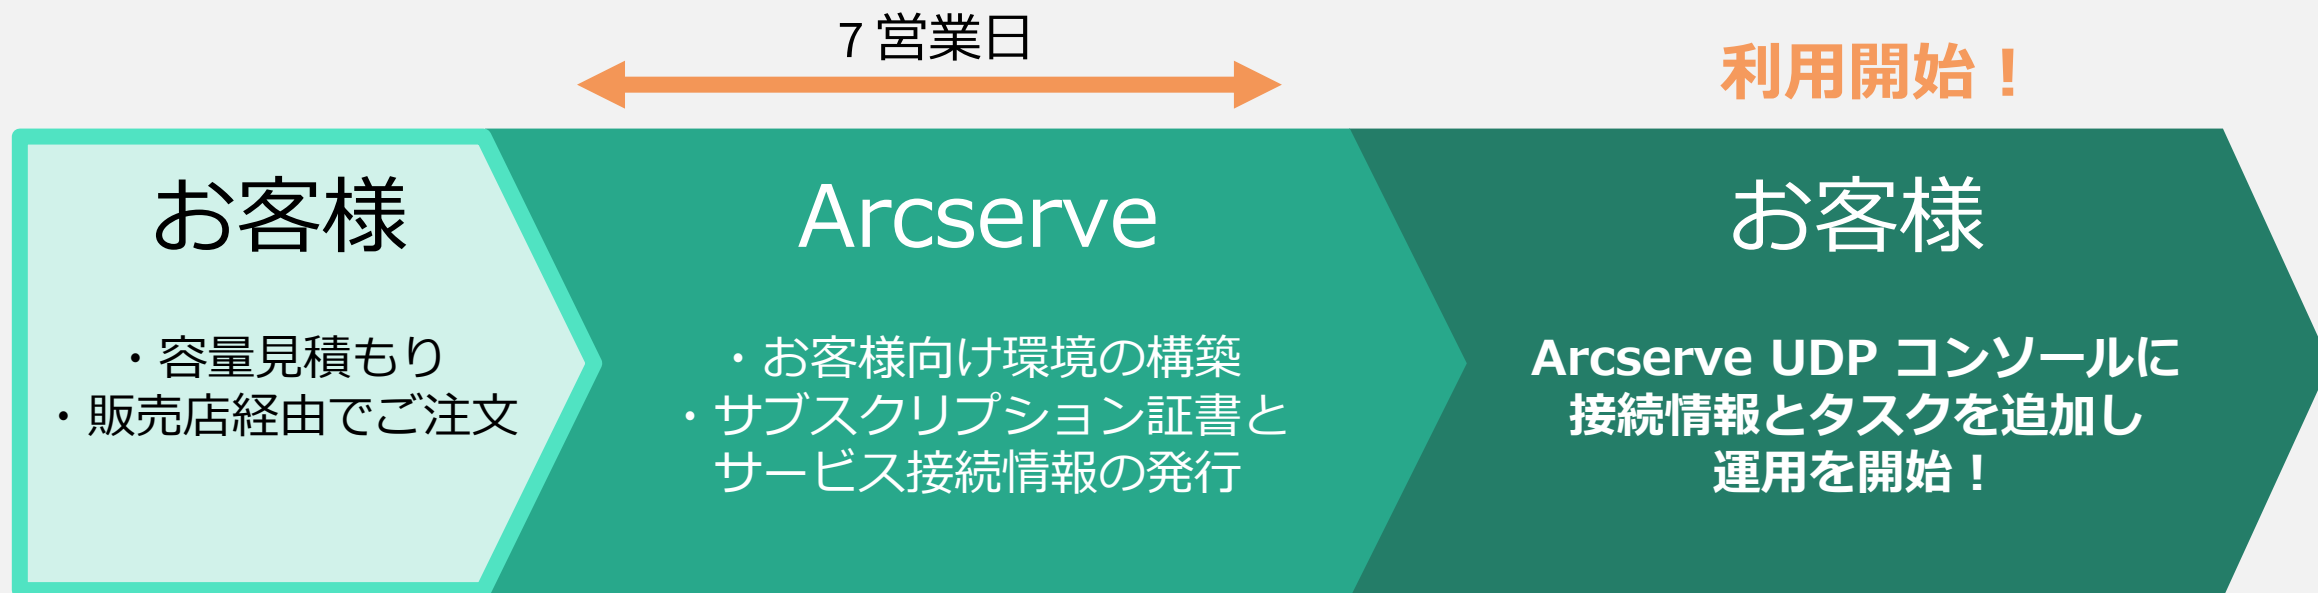 7営業日
利用開始！
お客様
・容量見積もり
・販売店経由でご注文
Arcserve
・お客様向け環境の構築
・サブスクリプション証書と
サービス接続情報の発行
お客様
Arcserve UDP コンソールに
接続情報とタスクを追加し
運用を開始！